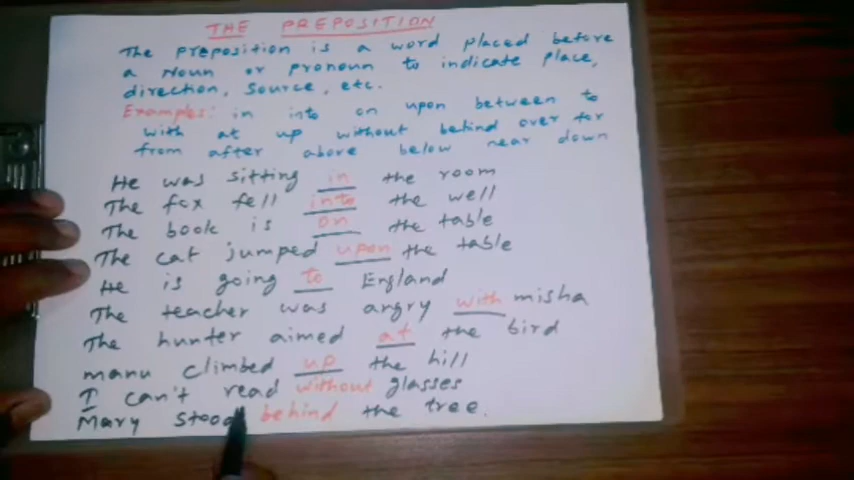 THE PREPOSITION
The preposition is a word placed before
a Noun or pronoun to indicate place,
direction, source, etc.
Examples: in into on upon between to
with at up without behind over for
from after above below near down
He was sitting in the room
The fox fell into the well
The book is on the table
The cat jumped upon the table
He is going to England
The teacher was angry with misha
The hunter aimed at the bird
manu climbed up the hill
I can't read without glasses
Mary stood behind the tree.